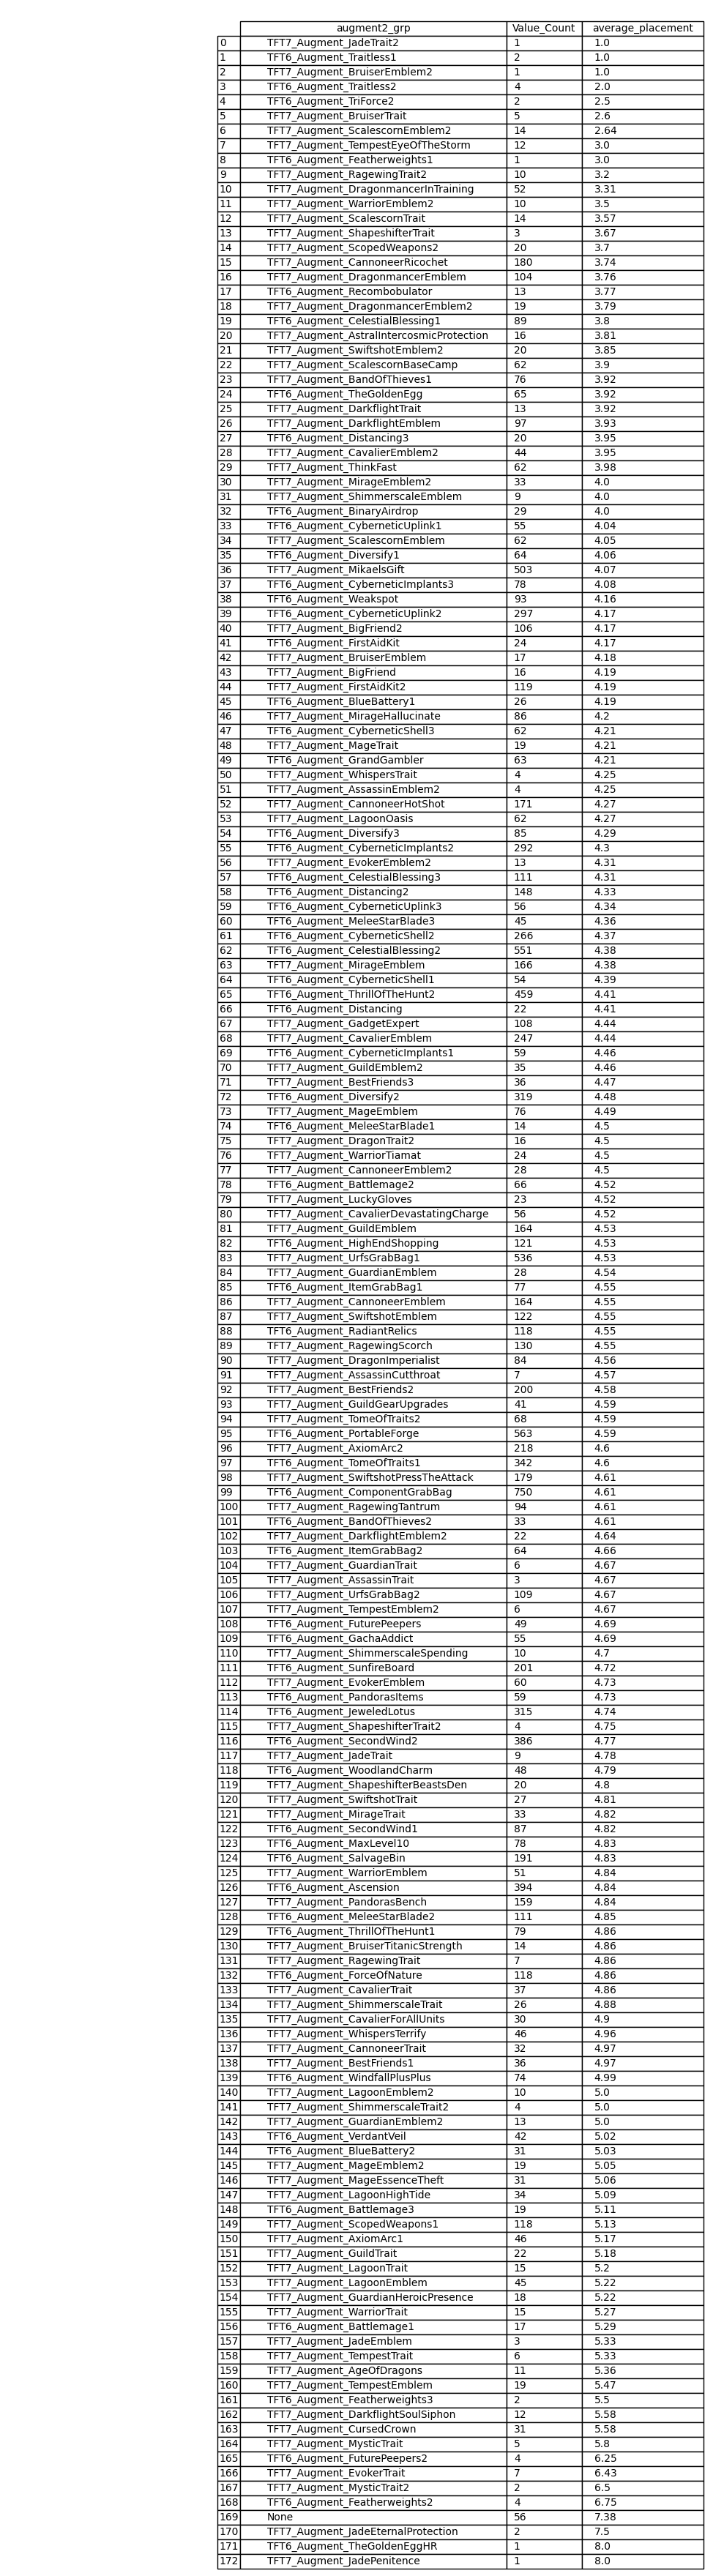 augment2_grp Value_Count average_placement
0 TFT7_Augment_JadeTrait2 1 1.0
1 TFT6_Augment_Traitless1 2 1.0
2 TFT7_Augment_BruiserEmblem2 1 1.0
3 TFT6_Augment_Traitless2 4 2.0
4 TFT6_Augment_TriForce2 2 2.5
5 TFT7_Augment_BruiserTrait 5 2.6
6 TFT7_Augment_ScalescornEmblem2 14 2.64
7 TFT7_Augment_TempestEyeOfTheStorm 12 3.0
8 TFT6_Augment_Featherweights1 1 3.0
9 TFT7_Augment_RagewingTrait2 10 3.2
10 TFT7_Augment_DragonmancerInTraining 52 3.31
11 TFT7_Augment_WarriorEmblem2 10 3.5
12 TFT7_Augment_ScalescornTrait 14 3.57
13 TFT7_Augment_ShapeshifterTrait 3 3.67
14 TFT7_Augment_ScopedWeapons2 20 3.7
15 TFT7_Augment_CannoneerRicochet 180 3.74
16 TFT7_Augment_DragonmancerEmblem 104 3.76
17 TFT6_Augment_Recombobulator 13 3.77
18 TFT7_Augment_DragonmancerEmblem2 19 3.79
19 TFT6_Augment_CelestialBlessing1 89 3.8
20 TFT7_Augment_AstralIntercosmicProtection 16 3.81
21 TFT7_Augment_SwiftshotEmblem2 20 3.85
22 TFT7_Augment_ScalescornBaseCamp 62 3.9
23 TFT7_Augment_BandOfThieves1 76 3.92
24 TFT6_Augment_TheGoldenEgg 65 3.92
25 TFT7_Augment_DarkflightTrait 13 3.92
26 TFT7_Augment_DarkflightEmblem 97 3.93
27 TFT6_Augment_Distancing3 20 3.95
28 TFT7_Augment_CavalierEmblem2 44 3.95
29 TFT7_Augment_ThinkFast 62 3.98
30 TFT7_Augment_MirageEmblem2 33 4.0
31 TFT7_Augment_ShimmerscaleEmblem 9 4.0
32 TFT6_Augment_BinaryAirdrop 29 4.0
33 TFT6_Augment_CyberneticUplink1 55 4.04
34 TFT7_Augment_ScalescornEmblem 62 4.05
35 TFT6_Augment_Diversify1 64 4.06
36 TFT7_Augment_MikaelsGift 503 4.07
37 TFT6_Augment_CyberneticImplants3 78 4.08
38 TFT6_Augment_Weakspot 93 4.16
39 TFT6_Augment_CyberneticUplink2 297 4.17
40 TFT7_Augment_BigFriend2 106 4.17
41 TFT6_Augment_FirstAidKit 24 4.17
42 TFT7_Augment_BruiserEmblem 17 4.18
43 TFT7_Augment_BigFriend 16 4.19
44 TFT7_Augment_FirstAidKit2 119 4.19
45 TFT6_Augment_BlueBattery1 26 4.19
46 TFT7_Augment_MirageHallucinate 86 4.2
47 TFT6_Augment_CyberneticShell3 62 4.21
48 TFT7_Augment_MageTrait 19 4.21
49 TFT6_Augment_GrandGambler 63 4.21
50 TFT7_Augment_WhispersTrait 4 4.25
51 TFT7_Augment_AssassinEmblem2 4 4.25
52 TFT7_Augment_CannoneerHotShot 171 4.27
53 TFT7_Augment_LagoonOasis 62 4.27
54 TFT6_Augment_Diversify3 85 4.29
55 TFT6_Augment_CyberneticImplants2 292 4.3
56 TFT7_Augment_EvokerEmblem2 13 4.31
57 TFT6_Augment_CelestialBlessing3 111 4.31
58 TFT6_Augment_Distancing2 148 4.33
59 TFT6_Augment_CyberneticUplink3 56 4.34
60 TFT6_Augment_MeleeStarBlade3 45 4.36
61 TFT6_Augment_CyberneticShell2 266 4.37
62 TFT6_Augment_CelestialBlessing2 551 4.38
63 TFT7_Augment_MirageEmblem 166 4.38
64 TFT6_Augment_CyberneticShell1 54 4.39
65 TFT6_Augment_ThrillOfTheHunt2 459 4.41
66 TFT6_Augment_Distancing 22 4.41
67 TFT7_Augment_GadgetExpert 108 4.44
68 TFT7_Augment_CavalierEmblem 247 4.44
69 TFT6_Augment_CyberneticImplants1 59 4.46
70 TFT7_Augment_GuildEmblem2 35 4.46
71 TFT7_Augment_BestFriends3 36 4.47
72 TFT6_Augment_Diversify2 319 4.48
73 TFT7_Augment_MageEmblem 76 4.49
74 TFT6_Augment_MeleeStarBlade1 14 4.5
75 TFT7_Augment_DragonTrait2 16 4.5
76 TFT7_Augment_WarriorTiamat 24 4.5
77 TFT7_Augment_CannoneerEmblem2 28 4.5
78 TFT6_Augment_Battlemage2 66 4.52
79 TFT7_Augment_LuckyGloves 23 4.52
80 TFT7_Augment_CavalierDevastatingCharge 56 4.52
81 TFT7_Augment_GuildEmblem 164 4.53
82 TFT6_Augment_HighEndShopping 121 4.53
83 TFT7_Augment_UrfsGrabBag1 536 4.53
84 TFT7_Augment_GuardianEmblem 28 4.54
85 TFT6_Augment_ItemGrabBag1 77 4.55
86 TFT7_Augment_CannoneerEmblem 164 4.55
87 TFT7_Augment_SwiftshotEmblem 122 4.55
88 TFT6_Augment_RadiantRelics 118 4.55
89 TFT7_Augment_RagewingScorch 130 4.55
90 TFT7_Augment_DragonImperialist 84 4.56
91 TFT7_Augment_AssassinCutthroat 7 4.57
92 TFT7_Augment_BestFriends2 200 4.58
93 TFT7_Augment_GuildGearUpgrades 41 4.59
94 TFT6_Augment_TomeOfTraits2 68 4.59
95 TFT6_Augment_PortableForge 563 4.59
96 TFT7_Augment_AxiomArc2 218 4.6
97 TFT6_Augment_TomeOfTraits1 342 4.6
98 TFT7_Augment_SwiftshotPressTheAttack 179 4.61
99 TFT6_Augment_ComponentGrabBag 750 4.61
100 TFT7_Augment_RagewingTantrum 94 4.61
101 TFT6_Augment_BandOfThieves2 33 4.61
102 TFT7_Augment_DarkflightEmblem2 22 4.64
103 TFT6_Augment_ItemGrabBag2 64 4.66
104 TFT7_Augment_GuardianTrait 6 4.67
105 TFT7_Augment_AssassinTrait 3 4.67
106 TFT7_Augment_UrfsGrabBag2 109 4.67
107 TFT7_Augment_TempestEmblem2 6 4.67
108 TFT7_Augment_FuturePeepers 49 4.69
109 TFT6_Augment_GachaAddict 55 4.69
110 TFT7_Augment_ShimmerscaleSpending 10 4.7
111 TFT6_Augment_SunfireBoard 201 4.72
112 TFT7_Augment_EvokerEmblem 60 4.73
113 TFT6_Augment_PandorasItems 59 4.73
114 TFT6_Augment_JeweledLotus 315 4.74
115 TFT7_Augment_ShapeshifterTrait2 4 4.75
116 TFT6_Augment_SecondWind2 386 4.77
117 TFT7_Augment_JadeTrait 9 4.78
118 TFT6_Augment_WoodlandCharm 48 4.79
119 TFT7_Augment_ShapeshifterBeastsDen 20 4.8
120 TFT7_Augment_SwiftshotTrait 27 4.81
121 TFT7_Augment_MirageTrait 33 4.82
122 TFT6_Augment_SecondWind1 87 4.82
123 TFT6_Augment_MaxLevel10 78 4.83
124 TFT6_Augment_SalvageBin 191 4.83
125 TFT7_Augment_WarriorEmblem 51 4.84
126 TFT6_Augment_Ascension 394 4.84
127 TFT7_Augment_PandorasBench 159 4.84
128 TFT6_Augment_MeleeStarBlade2 111 4.85
129 TFT6_Augment_ThrillOfTheHunt1 79 4.86
130 TFT7_Augment_BruiserTitanicStrength 14 4.86
131 TFT7_Augment_RagewingTrait 7 4.86
132 TFT6_Augment_ForceOfNature 118 4.86
133 TFT7_Augment_CavalierTrait 37 4.86
134 TFT7_Augment_ShimmerscaleTrait 26 4.88
135 TFT7_Augment_CavalierForAllUnits 30 4.9
136 TFT7_Augment_WhispersTerrify 46 4.96
137 TFT7_Augment_CannoneerTrait 32 4.97
138 TFT7_Augment_BestFriends1 36 4.97
139 TFT6_Augment_WindfallPlusPlus 74 4.99
140 TFT7_Augment_LagoonEmblem2 10 5.0
141 TFT7_Augment_ShimmerscaleTrait2 4 5.0
142 TFT7_Augment_GuardianEmblem2 13 5.0
143 TFT6_Augment_VerdantVeil 42 5.02
144 TFT6_Augment_BlueBattery2 31 5.03
145 TFT7_Augment_MageEmblem2 19 5.05
146 TFT7_Augment_MageEssenceTheft 31 5.06
147 TFT7_Augment_LagoonHighTide 34 5.09
148 TFT6_Augment_Battlemage3 19 5.11
149 TFT7_Augment_ScopedWeapons1 118 5.13
150 TFT7_Augment_AxiomArc1 46 5.17
151 TFT7_Augment_GuildTrait 22 5.18
152 TFT7_Augment_LagoonTrait 15 5.2
153 TFT7_Augment_LagoonEmblem 45 5.22
154 TFT7_Augment_GuardianHeroicPresence 18 5.22
155 TFT7_Augment_WarriorTrait 15 5.27
156 TFT6_Augment_Battlemage1 17 5.29
157 TFT7_Augment_JadeEmblem 3 5.33
158 TFT7_Augment_TempestTrait 6 5.33
159 TFT7_Augment_AgeOfDragons 11 5.36
160 TFT7_Augment_TempestEmblem 19 5.47
161 TFT6_Augment_Featherweights3 2 5.5
162 TFT7_Augment_DarkflightSoulSiphon 12 5.58
163 TFT7_Augment_CursedCrown 31 5.58
164 TFT7_Augment_MysticTrait 5 5.8
165 TFT6_Augment_FuturePeepers2 4 6.25
166 TFT7_Augment_EvokerTrait 7 6.43
167 TFT7_Augment_MysticTrait2 2 6.5
168 TFT6_Augment_Featherweights2 4 6.75
169 None 56 7.38
170 TFT7_Augment_JadeEternalProtection 2 7.5
171 TFT6_Augment_TheGoldenEggHR 1 8.0
172 TFT7_Augment_JadePenitence 1 8.0